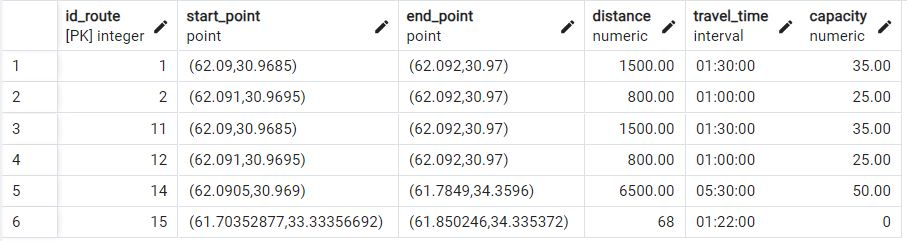 id_route start_point end_point distance travel_time capacity
[PK] integer point point numeric interval numeric
1 1 (62.09,30.9685) (62.092,30.97) 1500.00 01:30:00 35.00
2 2 (62.091,30.9695) (62.092,30.97) 800.00 01:00:00 25.00
3 11 (62.09,30.9685) (62.092,30.97) 1500.00 01:30:00 35.00
4 12 (62.091,30.9695) (62.092,30.97) 800.00 01:00:00 25.00
5 14 (62.0905,30.969) (61.7849,34.3596) 6500.00 05:30:00 50.00
6 15 (61.70352877,33.33356692) (61.850246,34.335372) 68 01:22:00 0